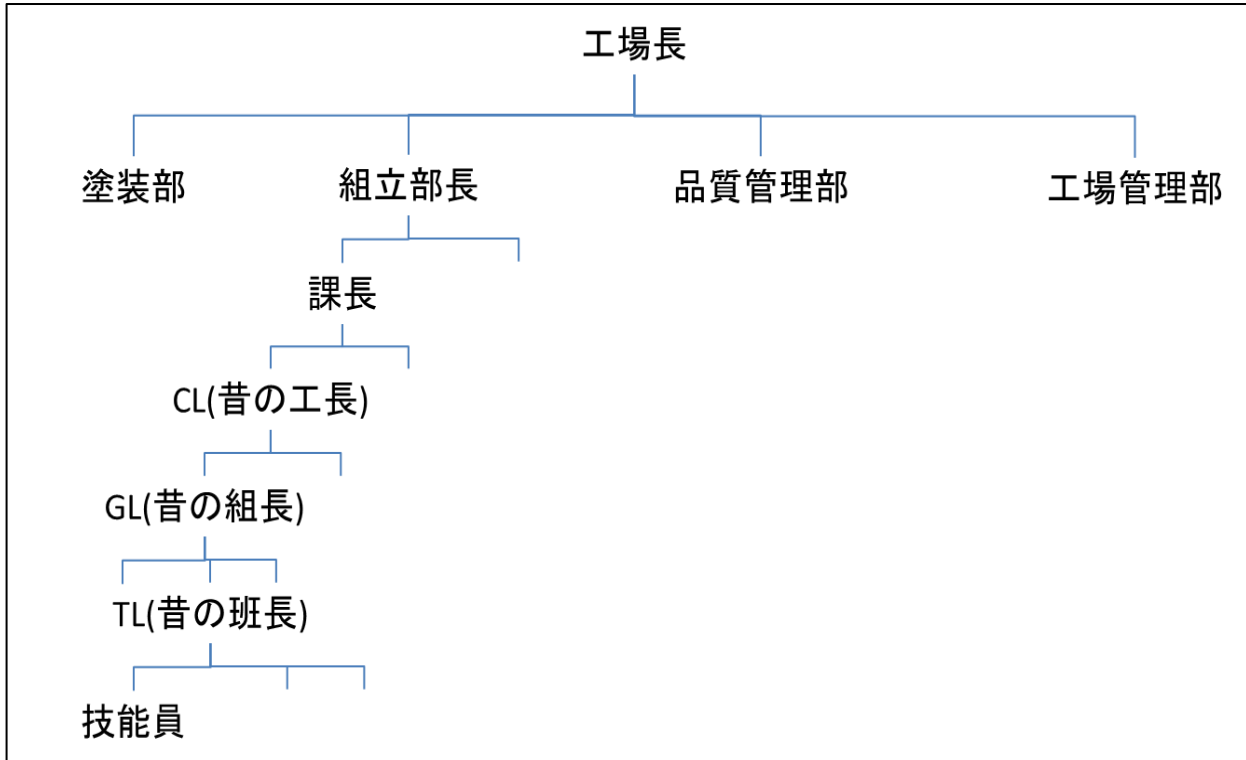 工場長
塗装部
組立部長
品質管理部
工場管理部
課長
CL(昔の工長)
GL(昔の組長)
TL(昔の班長)
技能員